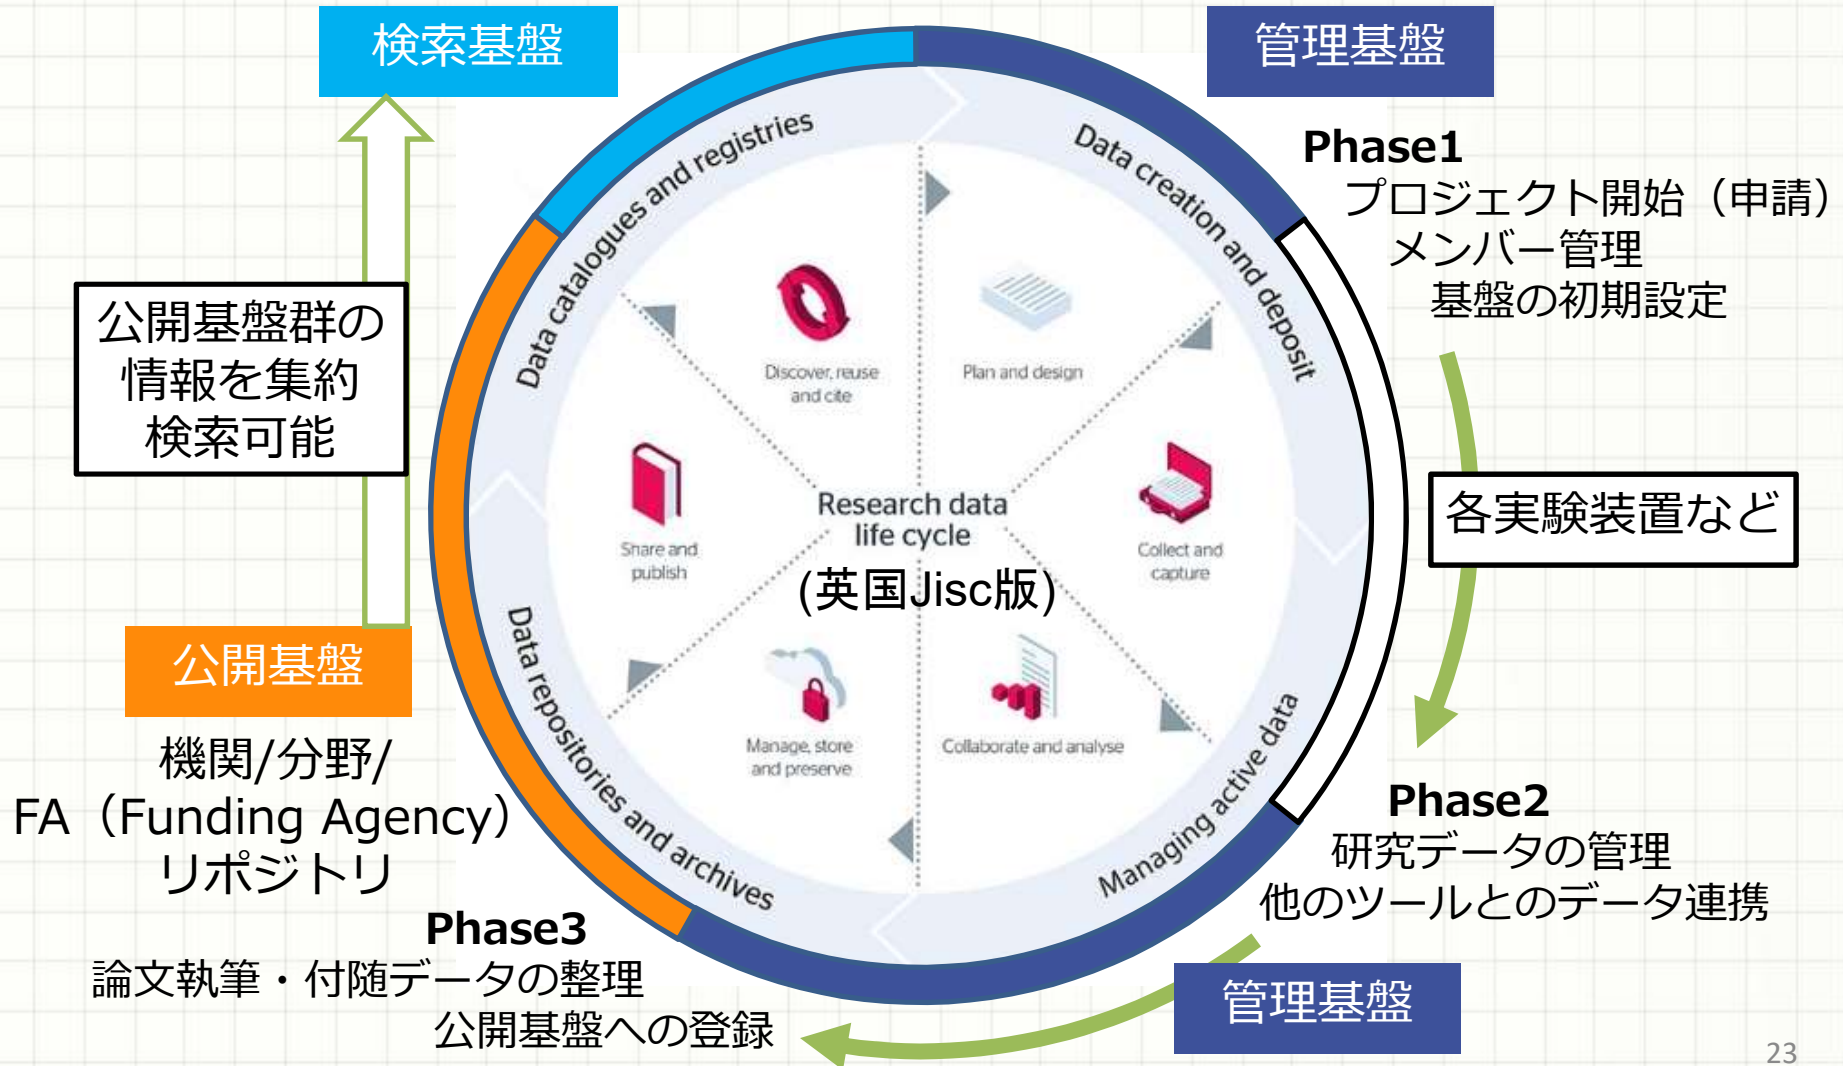 検索基盤
管理基盤
Phase1
プロジェクト開始（申請）
メンバー管理
基盤の初期設定
Data catalogues and registries
Data creation and deposit
公開基盤群の
情報を集約
検索可能
Discover, reuse
and cite
Plan and design
Research data
life cycle
(英国Jisc版)
Share and
publish
Collect and
capture
各実験装置など
公開基盤
機関/分野/
FA（Funding Agency）
リポジトリ
Manage, store
and preserve
Collaborate and analyse
Data repositories and archives
Managing active data
Phase2
研究データの管理
他のツールとのデータ連携
Phase3
論文執筆・付随データの整理
公開基盤への登録
管理基盤
23